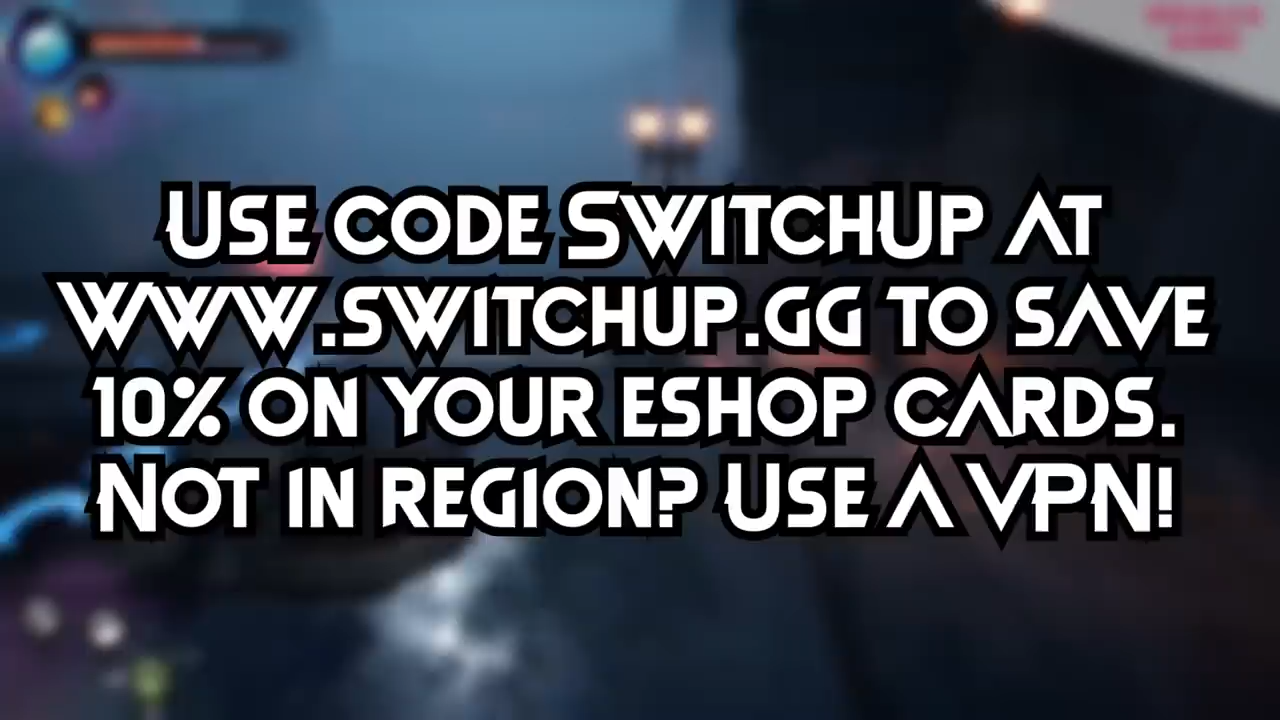 Use code SwitchUp at
www.switchup.gg to save
10% on your eshop cards.
Not in region? Use a VPN!